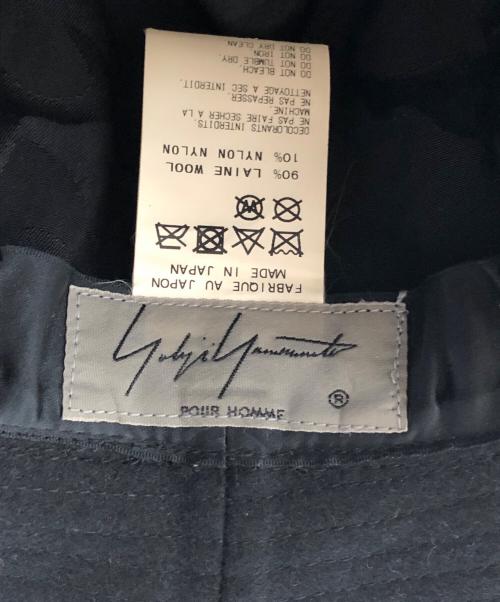 FABRIQUE AU JAPON
MADE IN JAPAN
90% LAINE WOOL
10% NYLON NYLON
DECOLORANTS INTERDITS.
NE PAS FAIRE SECHER A LA
MACHINE.
NE PAS REPASSER.
NETTOYAGE A SEC INTERDIT.
DO NOT BLEACH.
DO NOT TUMBLE DRY.
DO NOT IRON
DO NOT DRY CLEAN
Yohji Yamamoto
POUR HOMME
®